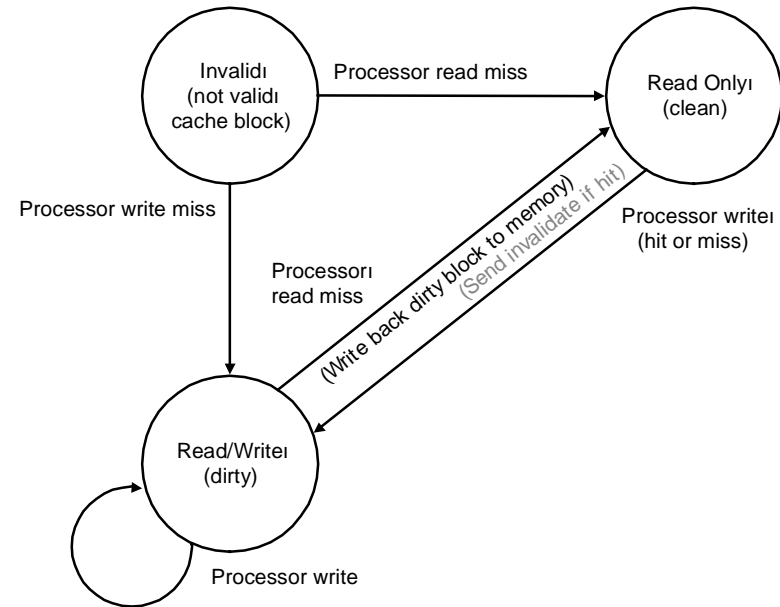 Invalidı
(not validı
cache block)
Processor read miss
Read Onlyı
(clean)
Processor write miss
Processorı
read miss
(Write back dirty block to memory)
(Send invalidate if hit)
Processor writeı
(hit or miss)
Read/Writeı
(dirty)
Processor write